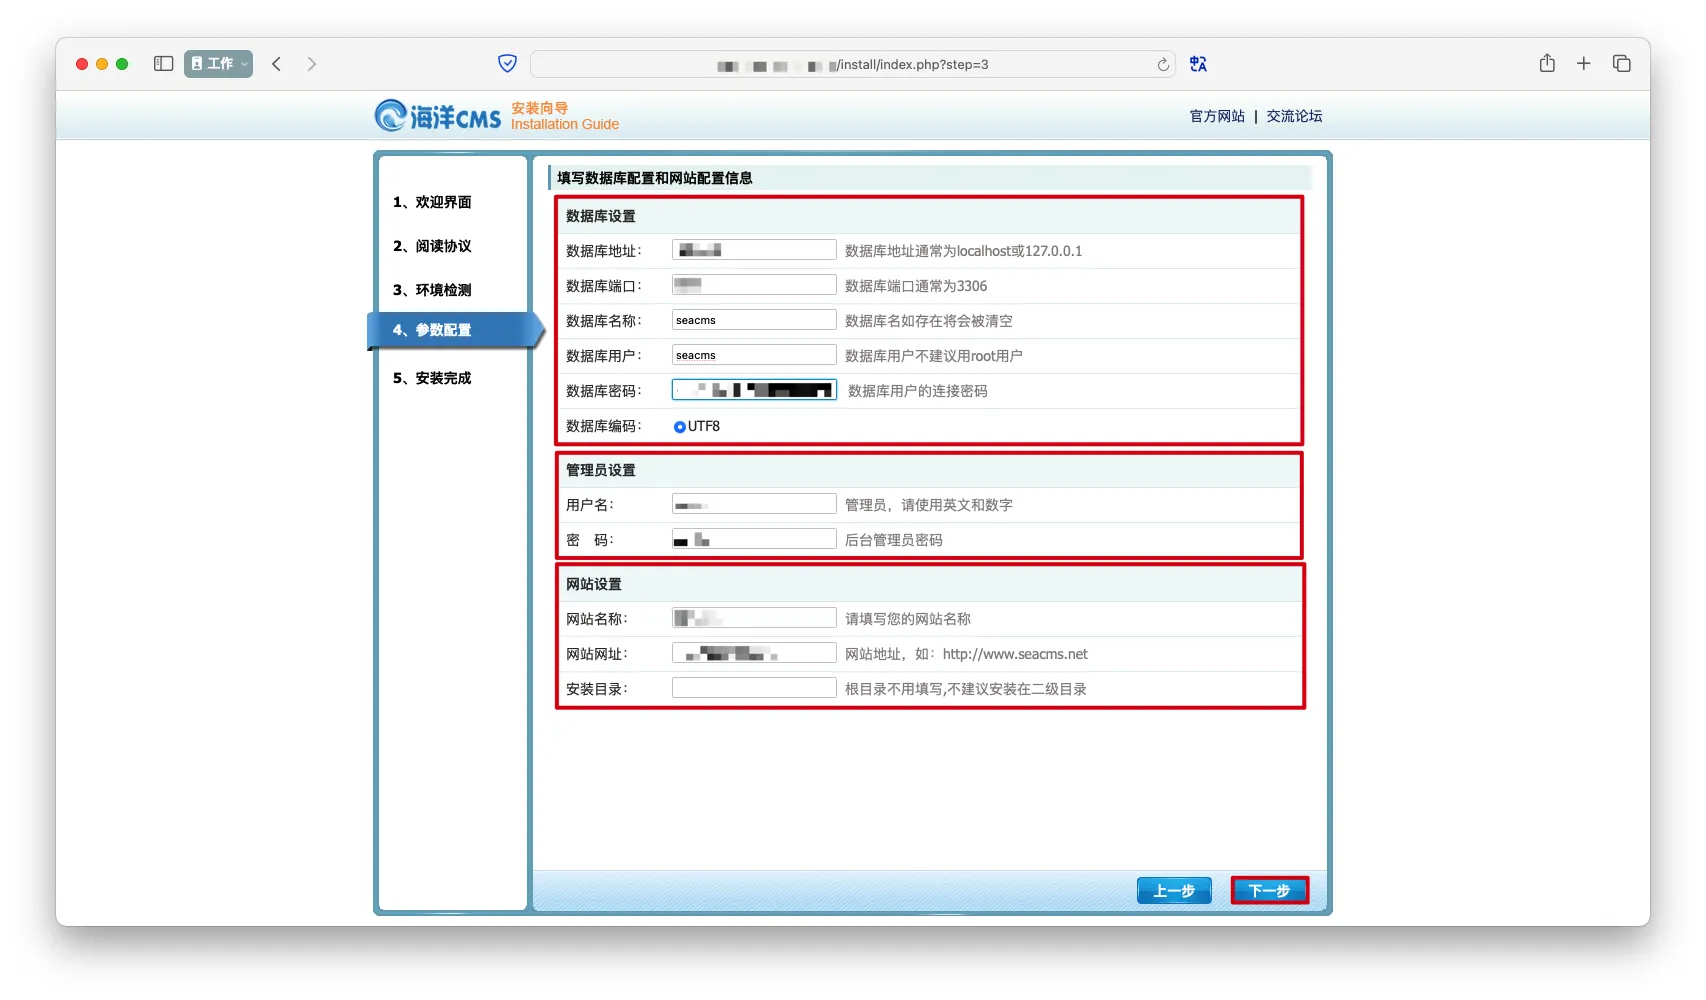 工作
/install/index.php?step=3
海洋CMS
安装向导
Installation Guide
官方网站 | 交流论坛
1、欢迎界面
2、阅读协议
3、环境检测
4、参数配置
5、安装完成
填写数据库配置和网站配置信息
数据库设置
数据库地址： 数据库地址通常为localhost或127.0.0.1
数据库端口： 数据库端口通常为3306
数据库名称： seacms 数据库名如存在将会被清空
数据库用户： seacms 数据库用户不建议用root用户
数据库密码： 数据库用户的连接密码
数据库编码： UTF8
管理员设置
用户名： 管理员，请使用英文和数字
密 码： 后台管理员密码
网站设置
网站名称： 请填写您的网站名称
网站网址： 网站地址，如：http://www.seacms.net
安装目录： 根目录不用填写,不建议安装在二级目录
上一步
下一步